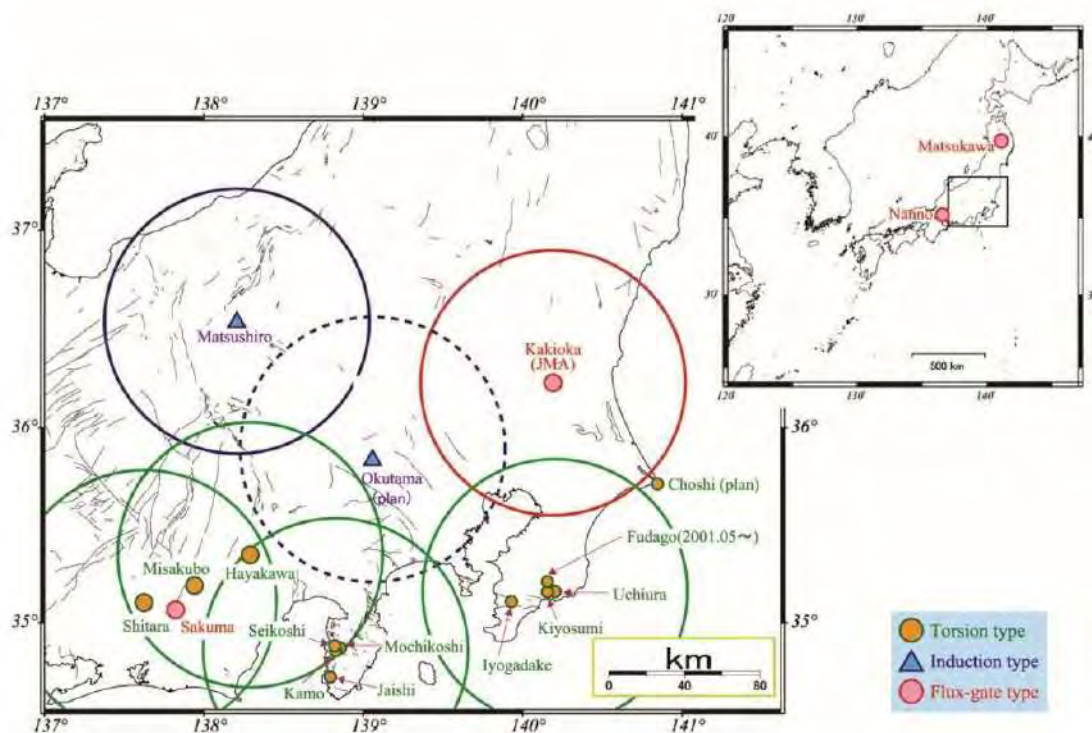 120° 130° 140°
40°
30°
Matsukawa
Nanno
500 km
120° 130° 140°
137° 138° 139° 140° 141°
37°
36°
35°
36°
35°
Matsushiro
Kakioka
(JMA)
Okutama
(plan)
Choshi (plan)
Fudago(2001.05～)
Misakubo
Hayakawa
Uchiura
Shitara
Sakuma
Kiyosumi
Seikoshi
Mochikoshi
Iyogadake
Kamo
Jaishi
km
0 40 80
137° 138° 139° 140° 141°
Torsion type
Induction type
Flux-gate type